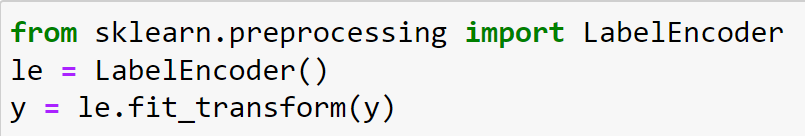 from sklearn.preprocessing import LabelEncoder
le = LabelEncoder()
y = le.fit_transform(y)